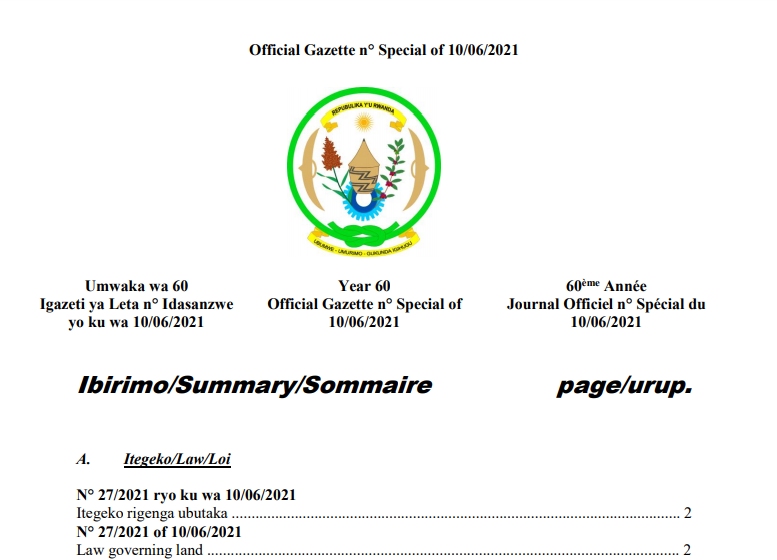 Official Gazette n° Special of 10/06/2021
REPUBULIKA Y'U RWANDA
UBUMWE - UMURIMO - GUKUNDA IGIHUGU
Umwaka wa 60
Igazeti ya Leta n° Idasanzwe
yo ku wa 10/06/2021
Year 60
Official Gazette n° Special of
10/06/2021
60ème Année
Journal Officiel n° Spécial du
10/06/2021
Ibirimo/Summary/Sommaire page/urup.
A. Itegeko/Law/Loi
N° 27/2021 ryo ku wa 10/06/2021
Itegeko rigenga ubutaka ........................................................................................................... 2
N° 27/2021 of 10/06/2021
Law governing land ................................................................................................................. 2